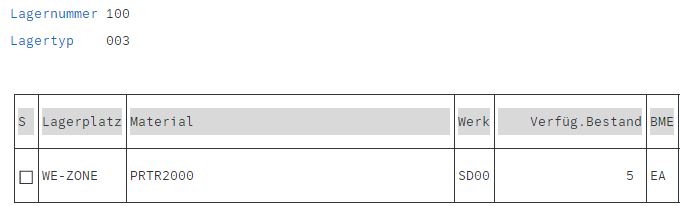 Lagernummer 100
Lagertyp 003
S Lagerplatz Material Werk Verfüg.Bestand BME
WE-ZONE PRTR2000 SD00 5 EA